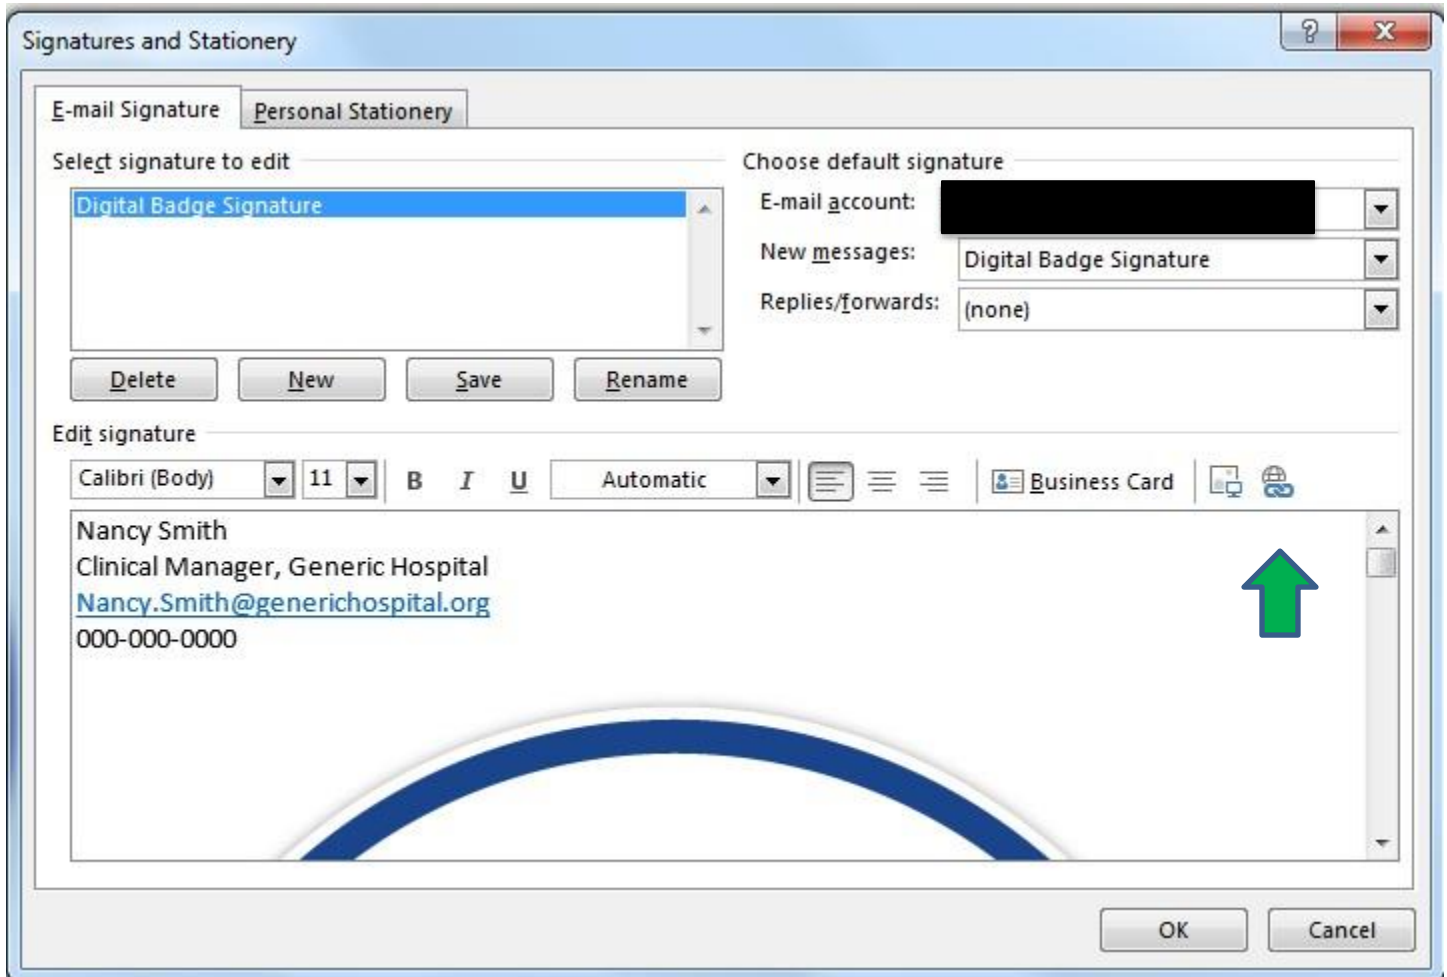 Signatures and Stationery
E-mail Signature
Personal Stationery
Select signature to edit
Digital Badge Signature
Delete
New
Save
Rename
Choose default signature
E-mail account:
New messages:
Digital Badge Signature
Replies/forwards:
(none)
Edit signature
Calibri (Body)
11
B
I
U
Automatic
Business Card
Nancy Smith
Clinical Manager, Generic Hospital
Nancy.Smith@generichospital.org
000-000-0000
OK
Cancel